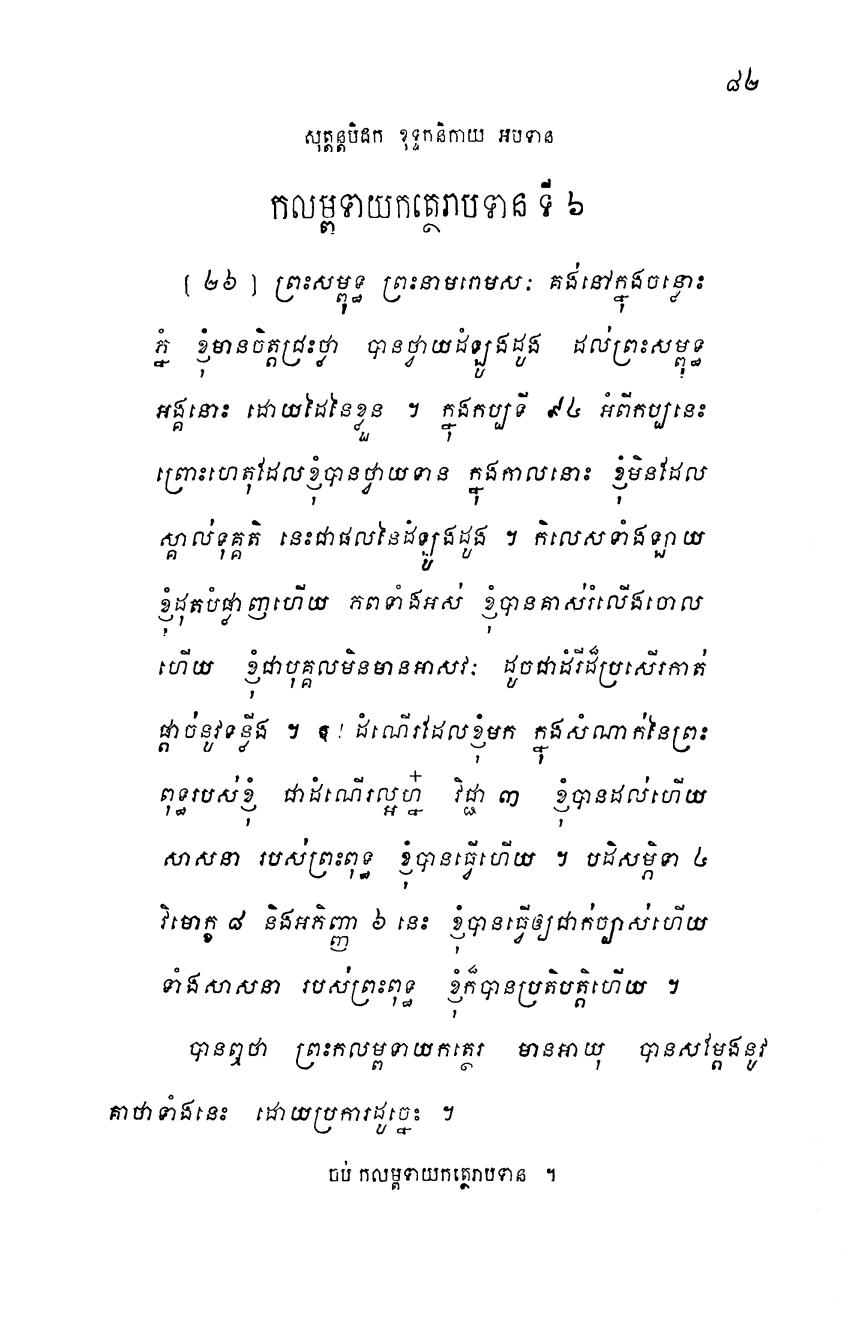 ៨២
សុត្តន្តបិដក ខុទ្ទកនិកាយ អបទាន
កលម្ពទាយកត្ថេរាបទាន ទី ៦
[ ២៦ ] ព្រះសម្ពុទ្ធ ព្រះនាមរោមសៈ គង់នៅក្នុងចន្លោះ
ភ្នំ ខ្ញុំមានចិត្តជ្រះថ្លា បានថ្វាយដំឡូងដូង ដល់ព្រះសម្ពុទ្ធ
អង្គនោះ ដោយដៃនៃខ្លួន ។ ក្នុងកប្បទី ៩៤ អំពីកប្បនេះ
ព្រោះហេតុដែលខ្ញុំបានថ្វាយទាន ក្នុងកាលនោះ ខ្ញុំមិនដែល
ស្គាល់ទុគ្គតិ នេះជាផលនៃដំឡូងដូង ។ កិលេសទាំងឡាយ
ខ្ញុំដុតបំផ្លាញហើយ ភពទាំងអស់ ខ្ញុំបានគាស់រំលើងចោល
ហើយ ខ្ញុំជាបុគ្គលមិនមានអាសវៈ ដូចជាដំរីដ៏ប្រសើរកាត់
ផ្តាច់នូវទន្លីង ។ ឱ! ដំណើរដែលខ្ញុំមក ក្នុងសំណាក់នៃព្រះ
ពុទ្ធរបស់ខ្ញុំ ជាដំណើរល្អហ្ន៎ វិជ្ជា ៣ ខ្ញុំបានដល់ហើយ
សាសនា របស់ព្រះពុទ្ធ ខ្ញុំបានធ្វើហើយ ។ បដិសម្ភិទា ៤
វិមោក្ខ ៨ និងអភិញ្ញា ៦ នេះ ខ្ញុំបានធ្វើឲ្យជាក់ច្បាស់ហើយ
ទាំងសាសនា របស់ព្រះពុទ្ធ ខ្ញុំក៏បានប្រតិបត្តិហើយ ។
បានឮថា ព្រះកលម្ពទាយកត្ថេរ មានអាយុ បានសម្តែងនូវ
គាថាទាំងនេះ ដោយប្រការដូច្នេះ ។
ចប់ កលម្ពទាយកត្ថេរាបទាន ។